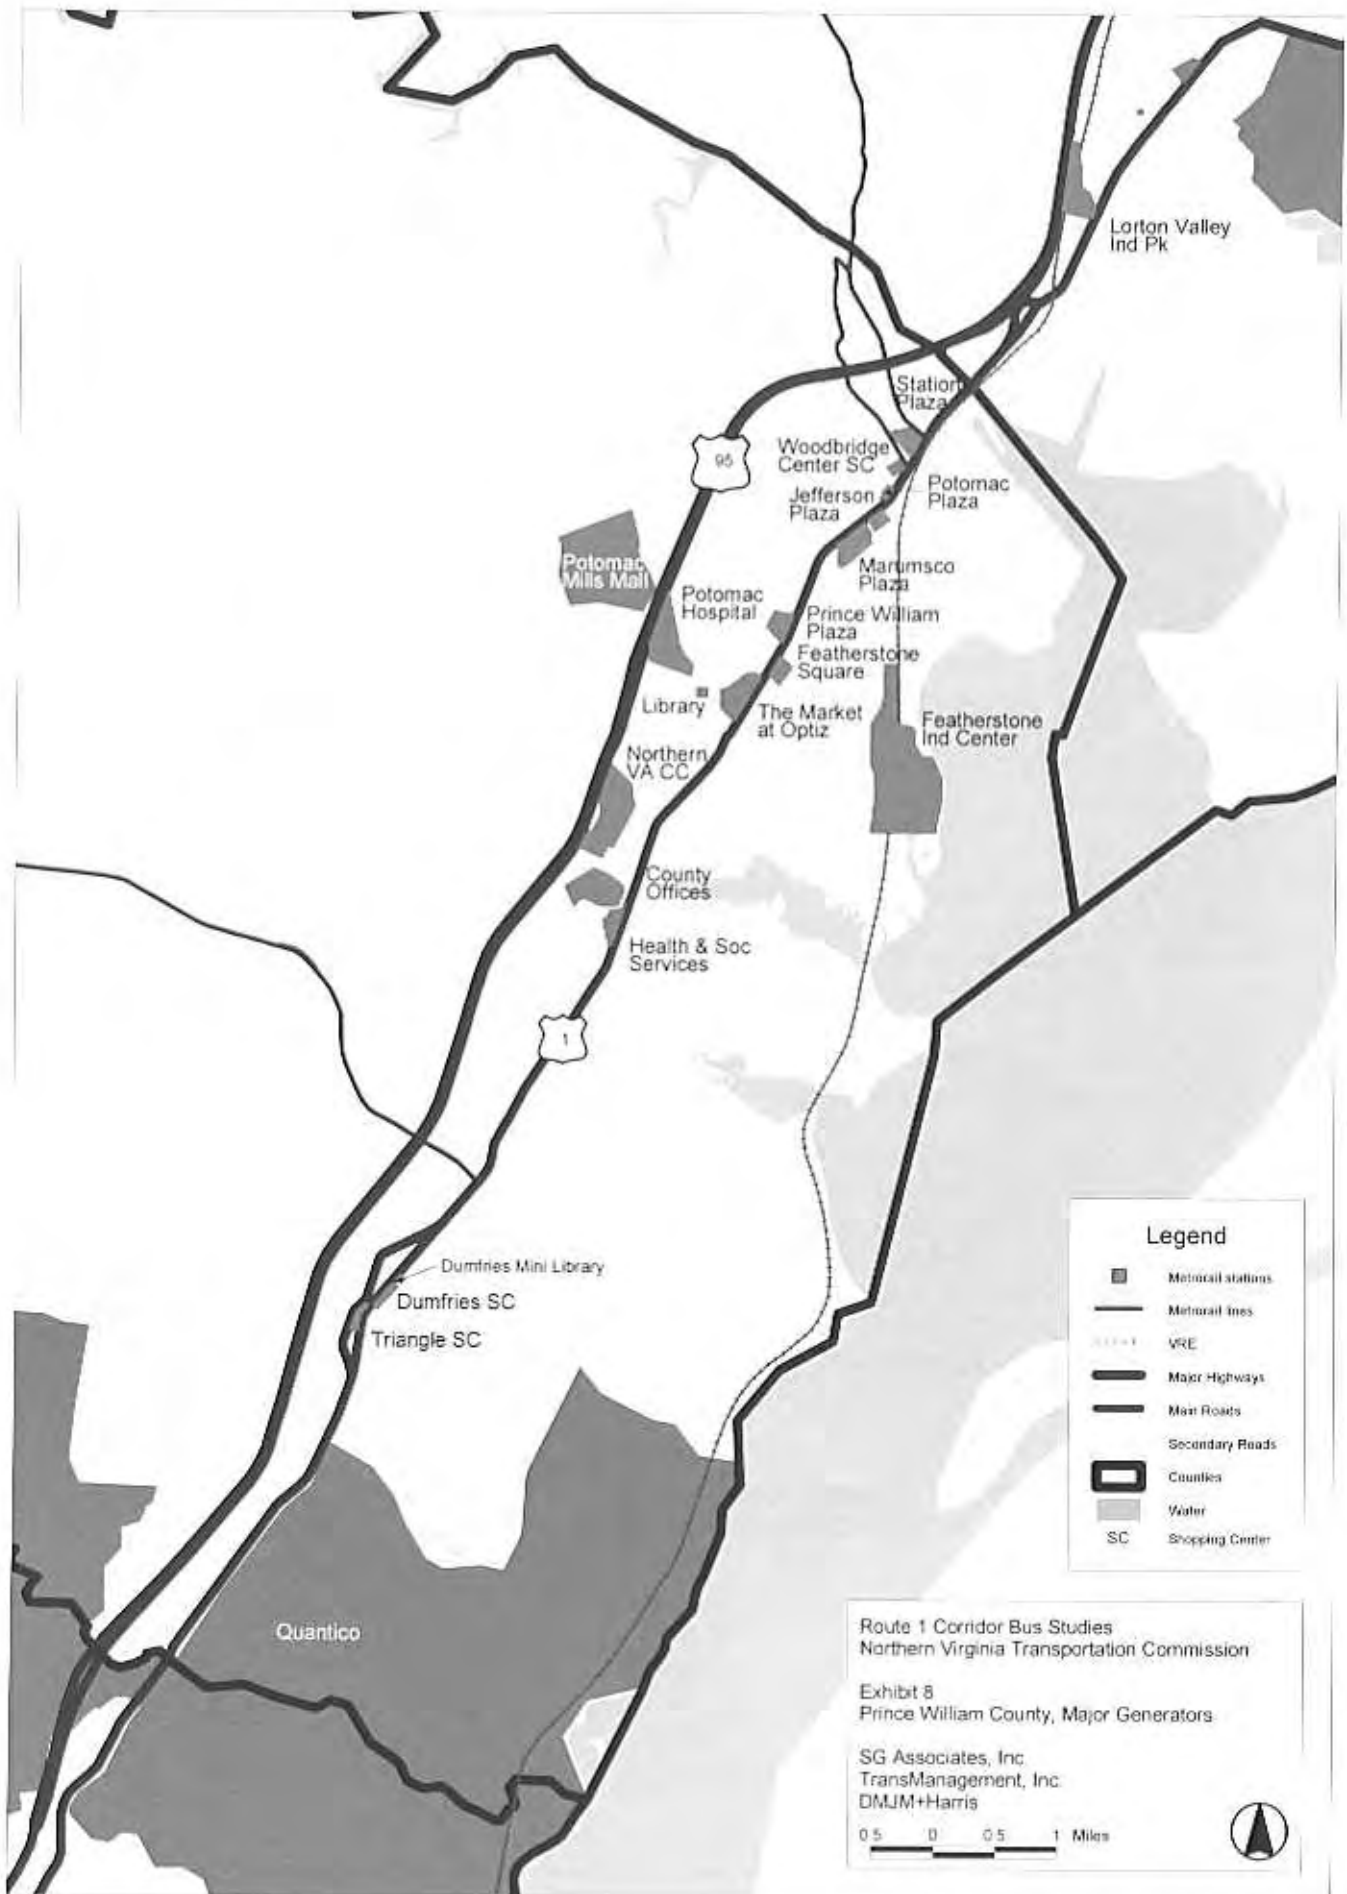 Lorton Valley
Ind Pk
Station
Plaza
Woodbridge
Center SC
95
Potomac
Plaza
Jefferson
Plaza
Marumsco
Plaza
Potomac
Mills Mall
Potomac
Hospital
Prince William
Plaza
Featherstone
Square
Library
The Market
at Optiz
Featherstone
Ind Center
Northern
VA CC
County
Offices
Health & Soc
Services
1
Dumfries Mini Library
Dumfries SC
Triangle SC
Quantico
Legend
Metrorail stations
Metrorail lines
VRE
Major Highways
Main Roads
Secondary Roads
Counties
Water
SC Shopping Center
Route 1 Corridor Bus Studies
Northern Virginia Transportation Commission
Exhibit 8
Prince William County, Major Generators
SG Associates, Inc.
TransManagement, Inc.
DMJM+Harris
0.5 0 0.5 1 Miles